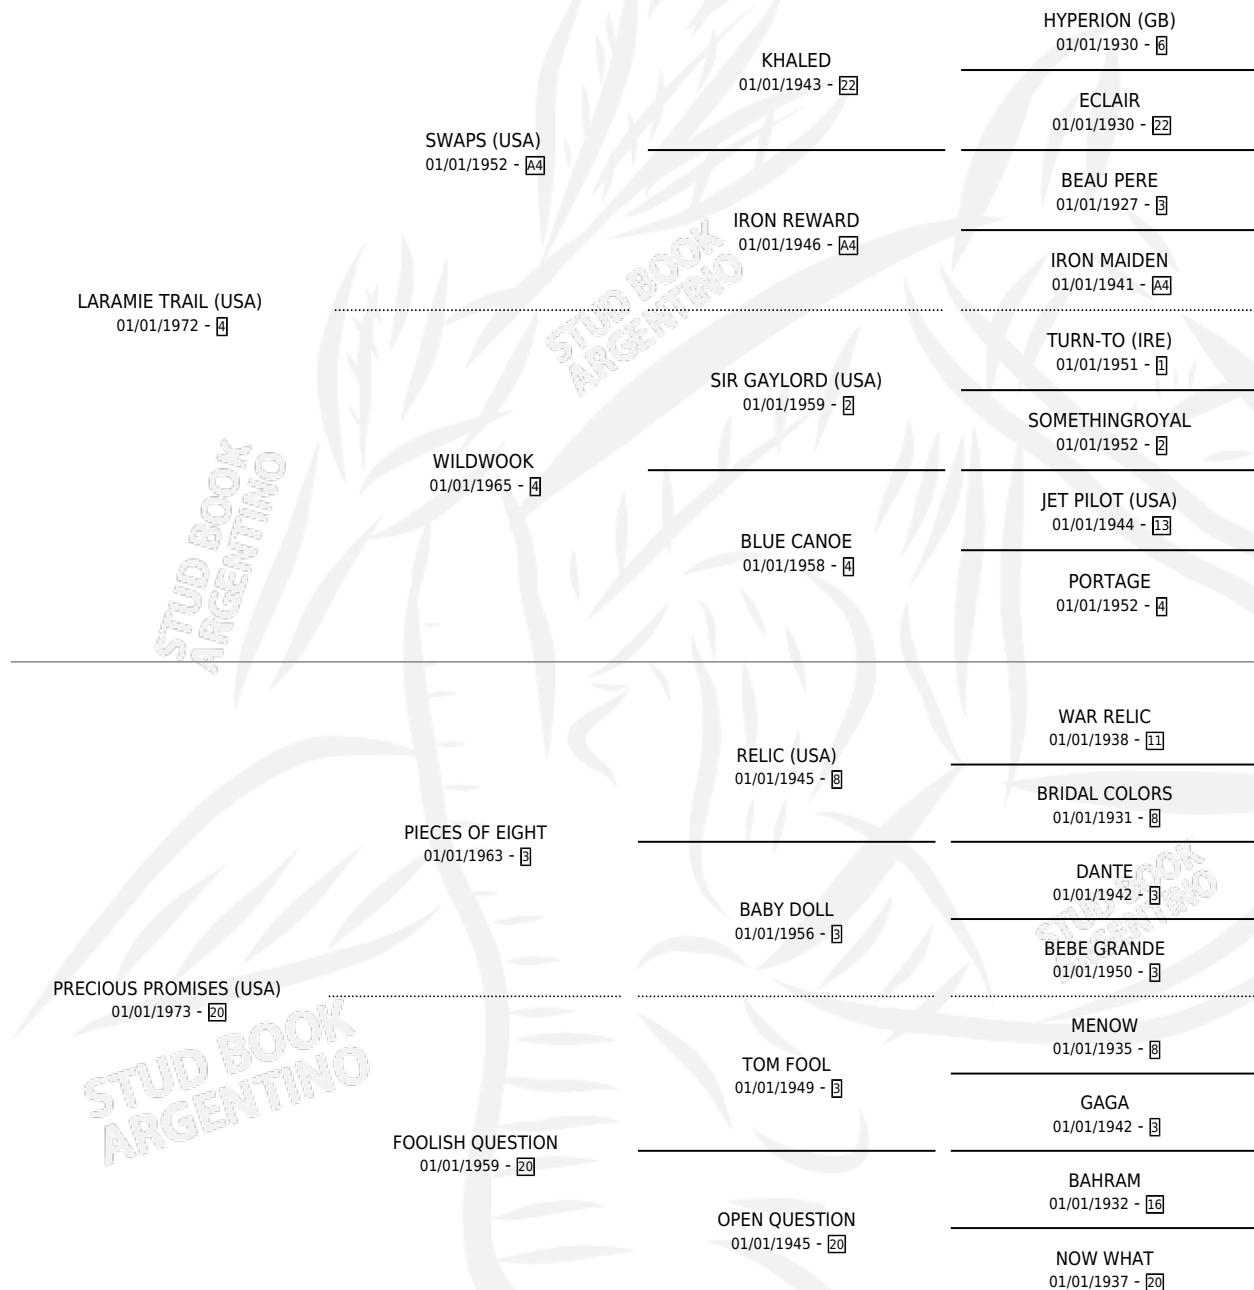 HYPERION (GB)
01/01/1930 - 6
KHALED
01/01/1943 - 22
ECLAIR
01/01/1930 - 22
SWAPS (USA)
01/01/1952 - A4
BEAU PERE
01/01/1927 - 3
IRON REWARD
01/01/1946 - A4
IRON MAIDEN
01/01/1941 - A4
LARAMIE TRAIL (USA)
01/01/1972 - 4
TURN-TO (IRE)
01/01/1951 - 1
SIR GAYLORD (USA)
01/01/1959 - 2
SOMETHINGROYAL
01/01/1952 - 2
WILDWOOK
01/01/1965 - 4
JET PILOT (USA)
01/01/1944 - 13
BLUE CANOE
01/01/1958 - 4
PORTAGE
01/01/1952 - 4
WAR RELIC
01/01/1938 - 11
RELIC (USA)
01/01/1945 - 8
BRIDAL COLORS
01/01/1931 - 8
PIECES OF EIGHT
01/01/1963 - 3
DANTE
01/01/1942 - 3
BABY DOLL
01/01/1956 - 3
BEBE GRANDE
01/01/1950 - 3
PRECIOUS PROMISES (USA)
01/01/1973 - 20
MENOW
01/01/1935 - 8
TOM FOOL
01/01/1949 - 3
GAGA
01/01/1942 - 3
FOOLISH QUESTION
01/01/1959 - 20
BAHRAM
01/01/1932 - 16
OPEN QUESTION
01/01/1945 - 20
NOW WHAT
01/01/1937 - 20
STUD BOOK
ARGENTINO
STUD BOOK
ARGENTINO
STUD BOOK
ARGENTINO
STUD BOOK
ARGENTINO